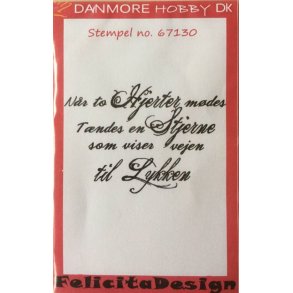 DANMORE HOBBY DK
Stempel no. 67130
Når to Hjerter mødes
Tændes en Stjerne
som viser vejen
til Lykken
FelicitaDesign